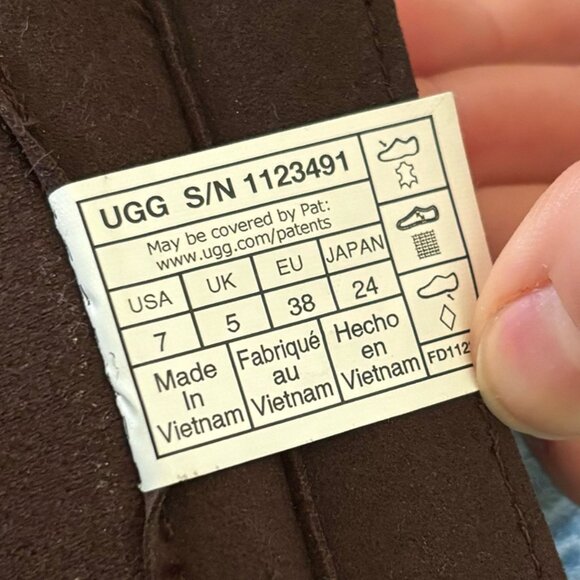 UGG S/N 1123491
May be covered by Pat:
www.ugg.com/patents
USA UK EU JAPAN
7 5 38 24
Made In Vietnam
Fabriqué au Vietnam
Hecho en Vietnam
FD112